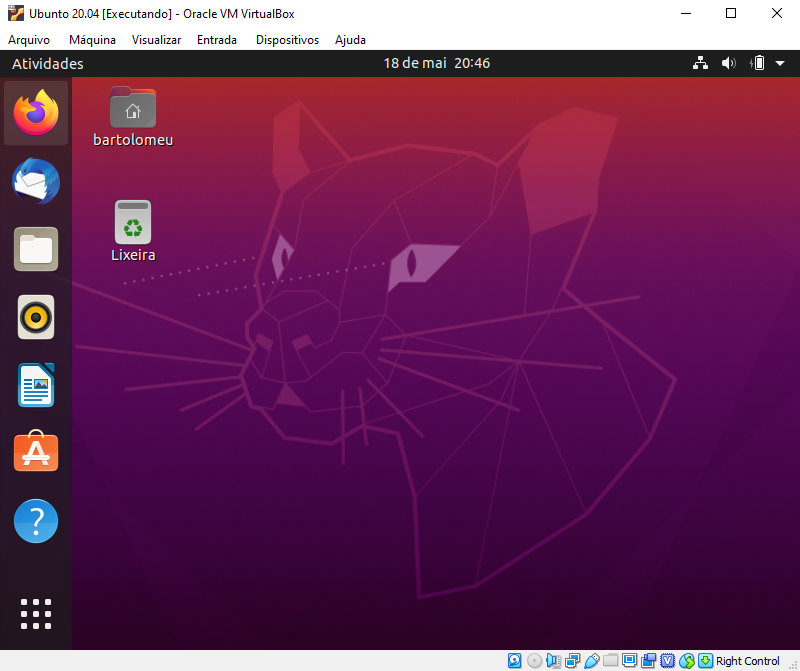 Ubunto 20.04 [Executando] - Oracle VM VirtualBox
Arquivo Máquina Visualizar Entrada Dispositivos Ajuda
Atividades 18 de mai 20:46
bartolomeu
Lixeira
Right Control